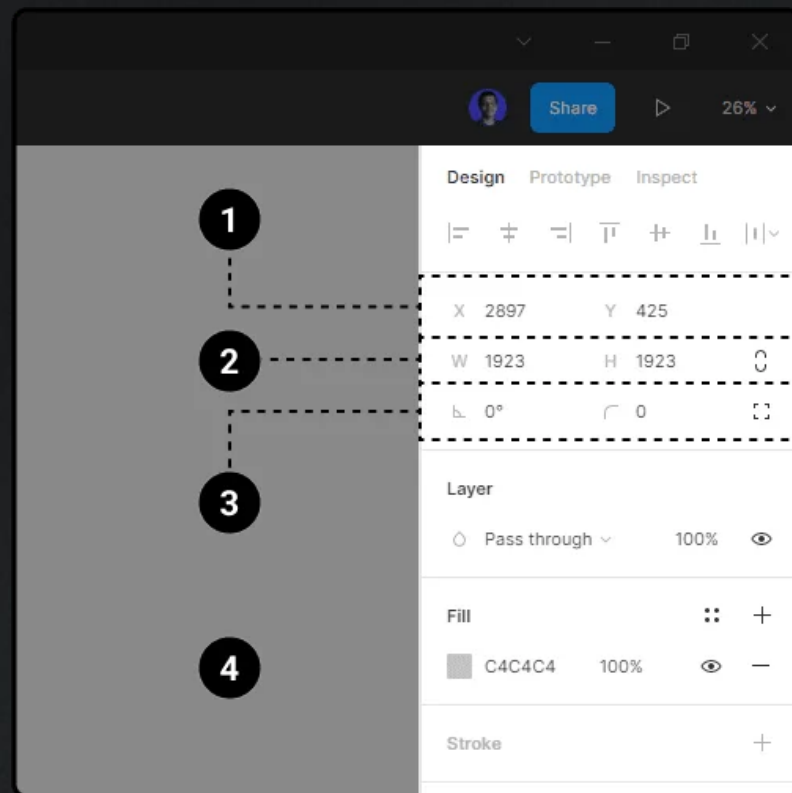 Share 26%
Design Prototype Inspect
1
X 2897 Y 425
2
W 1923 H 1923
0° 0
3
Layer
Pass through 100%
Fill
4
C4C4C4 100%
Stroke